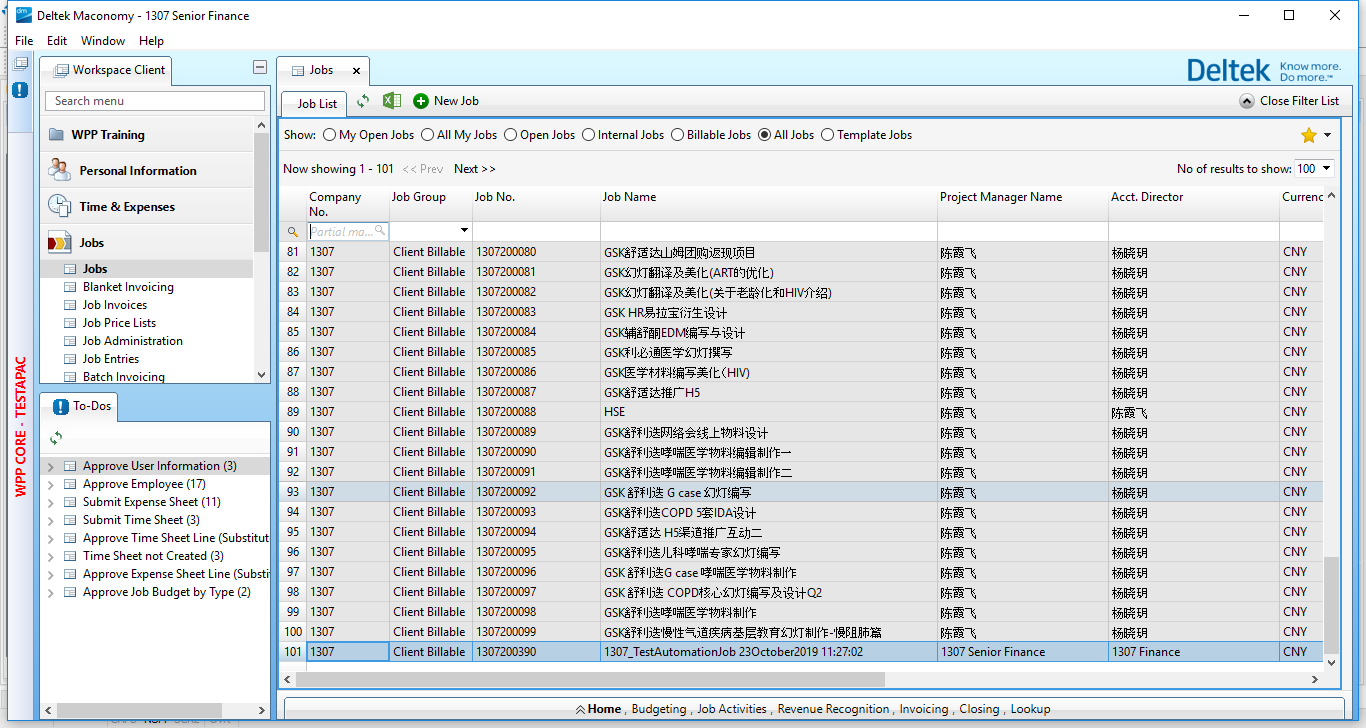 Deltek Maconomy - 1307 Senior Finance
File Edit Window Help
Workspace Client
Search menu
WPP Training
Personal Information
Time & Expenses
Jobs
Jobs
Blanket Invoicing
Job Invoices
Job Price Lists
Job Administration
Job Entries
Batch Invoicing
To-Dos
Approve User Information (3)
Approve Employee (17)
Submit Expense Sheet (11)
Submit Time Sheet (3)
Approve Time Sheet Line (Substitut
Time Sheet not Created (3)
Approve Expense Sheet Line (Substi
Approve Job Budget by Type (2)
WPP CORE - TESTAPAC
Jobs
Deltek Know more. Do more.™
Job List New Job Close Filter List
Show: My Open Jobs All My Jobs Open Jobs Internal Jobs Billable Jobs All Jobs Template Jobs
Now showing 1 - 101 << Prev Next >> No of results to show: 100
Company No. Job Group Job No. Job Name Project Manager Name Acct. Director Currenc
Partial ma...
81 1307 Client Billable 1307200080 GSK舒适达山姆团购返现项目 陈霞飞 杨晓玥 CNY
82 1307 Client Billable 1307200081 GSK幻灯翻译及美化(ART的优化) 陈霞飞 杨晓玥 CNY
83 1307 Client Billable 1307200082 GSK幻灯翻译及美化(关于老龄化和HIV介绍) 陈霞飞 杨晓玥 CNY
84 1307 Client Billable 1307200083 GSK HR易拉宝衍生设计 陈霞飞 杨晓玥 CNY
85 1307 Client Billable 1307200084 GSK辅舒酮EDM编写与设计 陈霞飞 杨晓玥 CNY
86 1307 Client Billable 1307200085 GSK利必通医学幻灯撰写 陈霞飞 杨晓玥 CNY
87 1307 Client Billable 1307200086 GSK医学材料编写美化（HIV) 陈霞飞 杨晓玥 CNY
88 1307 Client Billable 1307200087 GSK舒适达推广H5 陈霞飞 杨晓玥 CNY
89 1307 Client Billable 1307200088 HSE 陈霞飞 陈霞飞 CNY
90 1307 Client Billable 1307200089 GSK舒利迭网络会线上物料设计 陈霞飞 杨晓玥 CNY
91 1307 Client Billable 1307200090 GSK舒利迭哮喘医学物料编辑制作一 陈霞飞 杨晓玥 CNY
92 1307 Client Billable 1307200091 GSK舒利迭哮喘医学物料编辑制作二 陈霞飞 杨晓玥 CNY
93 1307 Client Billable 1307200092 GSK 舒利迭 G case 幻灯编写 陈霞飞 杨晓玥 CNY
94 1307 Client Billable 1307200093 GSK舒利迭COPD 5套IDA设计 陈霞飞 杨晓玥 CNY
95 1307 Client Billable 1307200094 GSK舒适达 H5渠道推广互动二 陈霞飞 杨晓玥 CNY
96 1307 Client Billable 1307200095 GSK舒利迭儿科哮喘专家幻灯编写 陈霞飞 杨晓玥 CNY
97 1307 Client Billable 1307200096 GSK 舒利迭G case 哮喘医学物料制作 陈霞飞 杨晓玥 CNY
98 1307 Client Billable 1307200097 GSK 舒利迭 COPD核心幻灯编写及设计Q2 陈霞飞 杨晓玥 CNY
99 1307 Client Billable 1307200098 GSK舒利迭哮喘医学物料制作 陈霞飞 杨晓玥 CNY
100 1307 Client Billable 1307200099 GSK舒利迭慢性气道疾病基层教育幻灯制作-慢阻肺篇 陈霞飞 杨晓玥 CNY
101 1307 Client Billable 1307200390 1307_TestAutomationJob 23October2019 11:27:02 1307 Senior Finance 1307 Finance CNY
Home , Budgeting , Job Activities , Revenue Recognition , Invoicing , Closing , Lookup